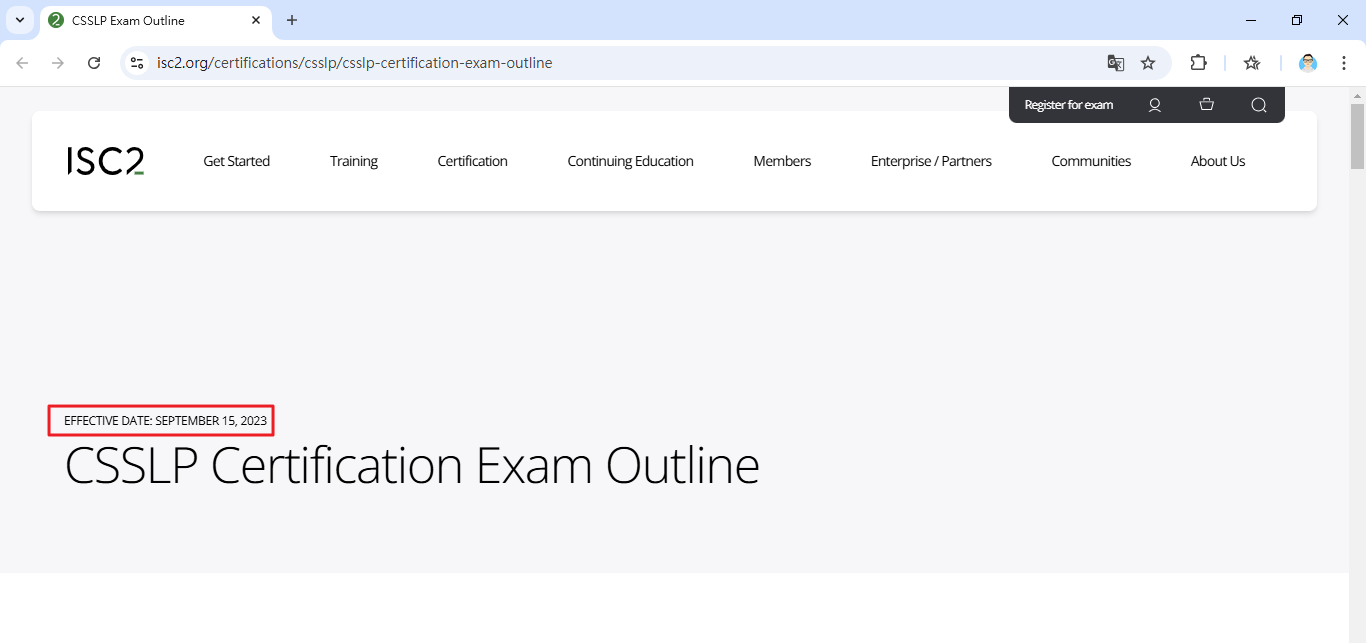 CSSLP Exam Outline
isc2.org/certifications/csslp/csslp-certification-exam-outline
Register for exam
ISC2
Get Started
Training
Certification
Continuing Education
Members
Enterprise / Partners
Communities
About Us
EFFECTIVE DATE: SEPTEMBER 15, 2023
CSSLP Certification Exam Outline